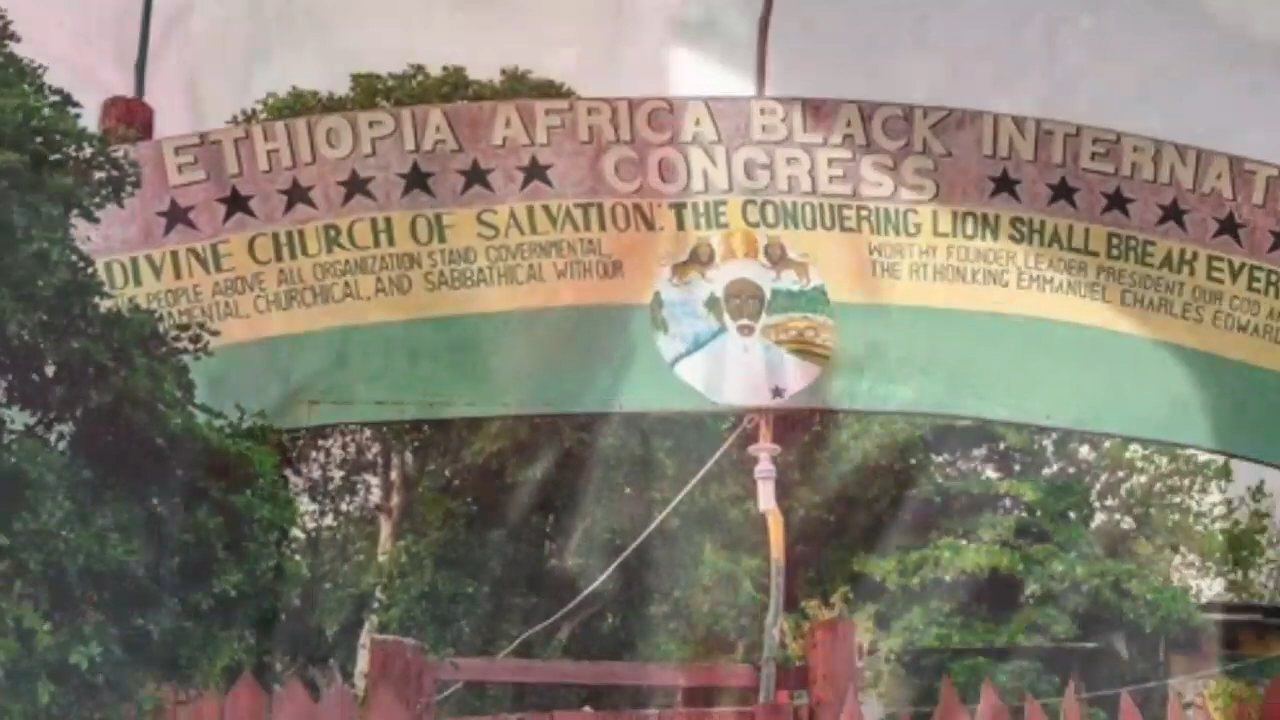 ETHIOPIA AFRICA BLACK INTERNAT
CONGRESS
DIVINE CHURCH OF SALVATION: THE CONQUERING LION SHALL BREAK EVER
PEOPLE ABOVE ALL ORGANIZATION STAND GOVERNMENTAL,
AMENTAL, CHURCHICAL, AND SABBATHICAL WITH OUR
WORTHY FOUNDER, LEADER PRESIDENT OUR GOD
THE RT HON. KING EMMANUEL CHARLES EDWARD